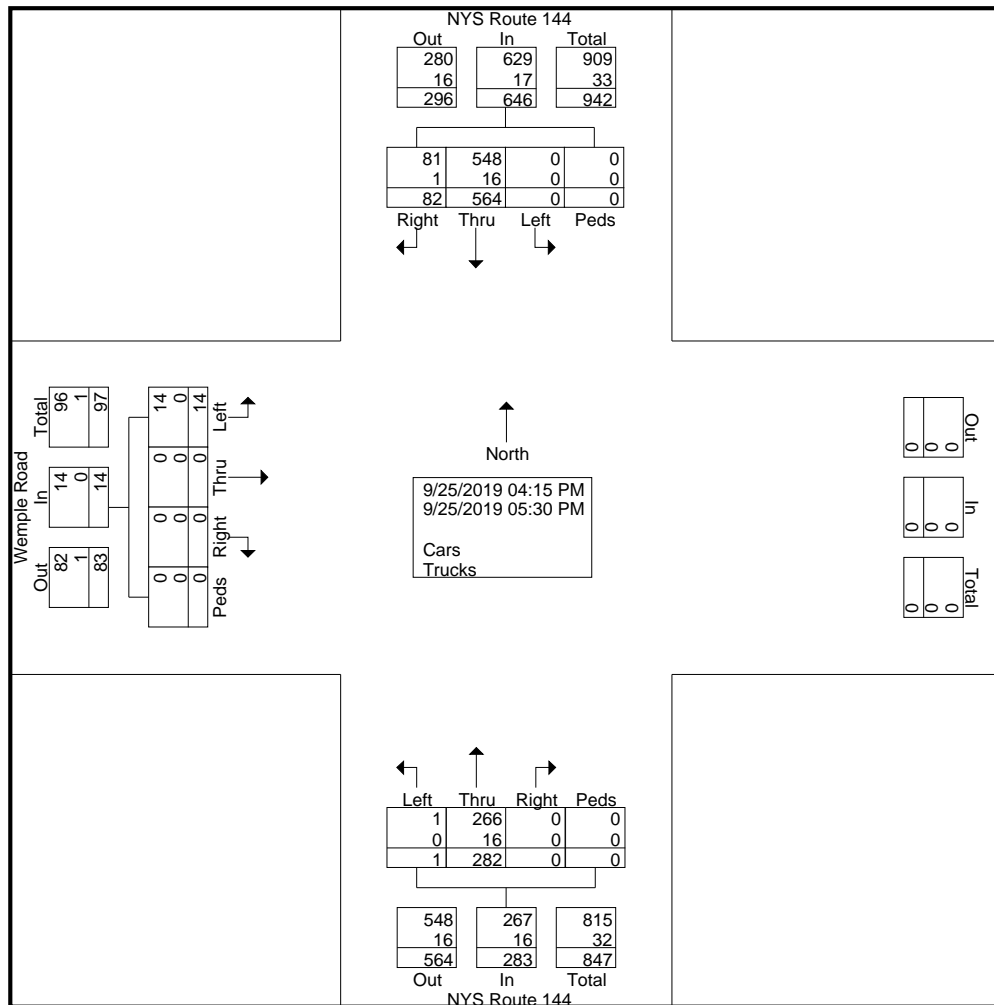 NYS Route 144
Out In Total
280 629 909
16 17 33
296 646 942
81 548 0 0
1 16 0 0
82 564 0 0
Right Thru Left Peds
Wemple Road
Total In Out
96 14 82
1 0 1
97 14 83
14 0 0 0
0 0 0 0
14 0 0 0
Left Thru Right Peds
North
9/25/2019 04:15 PM
9/25/2019 05:30 PM
Cars
Trucks
Out In Total
0 0 0
0 0 0
0 0 0
Left Thru Right Peds
1 266 0 0
0 16 0 0
1 282 0 0
548 267 815
16 16 32
564 283 847
Out In Total
NYS Route 144